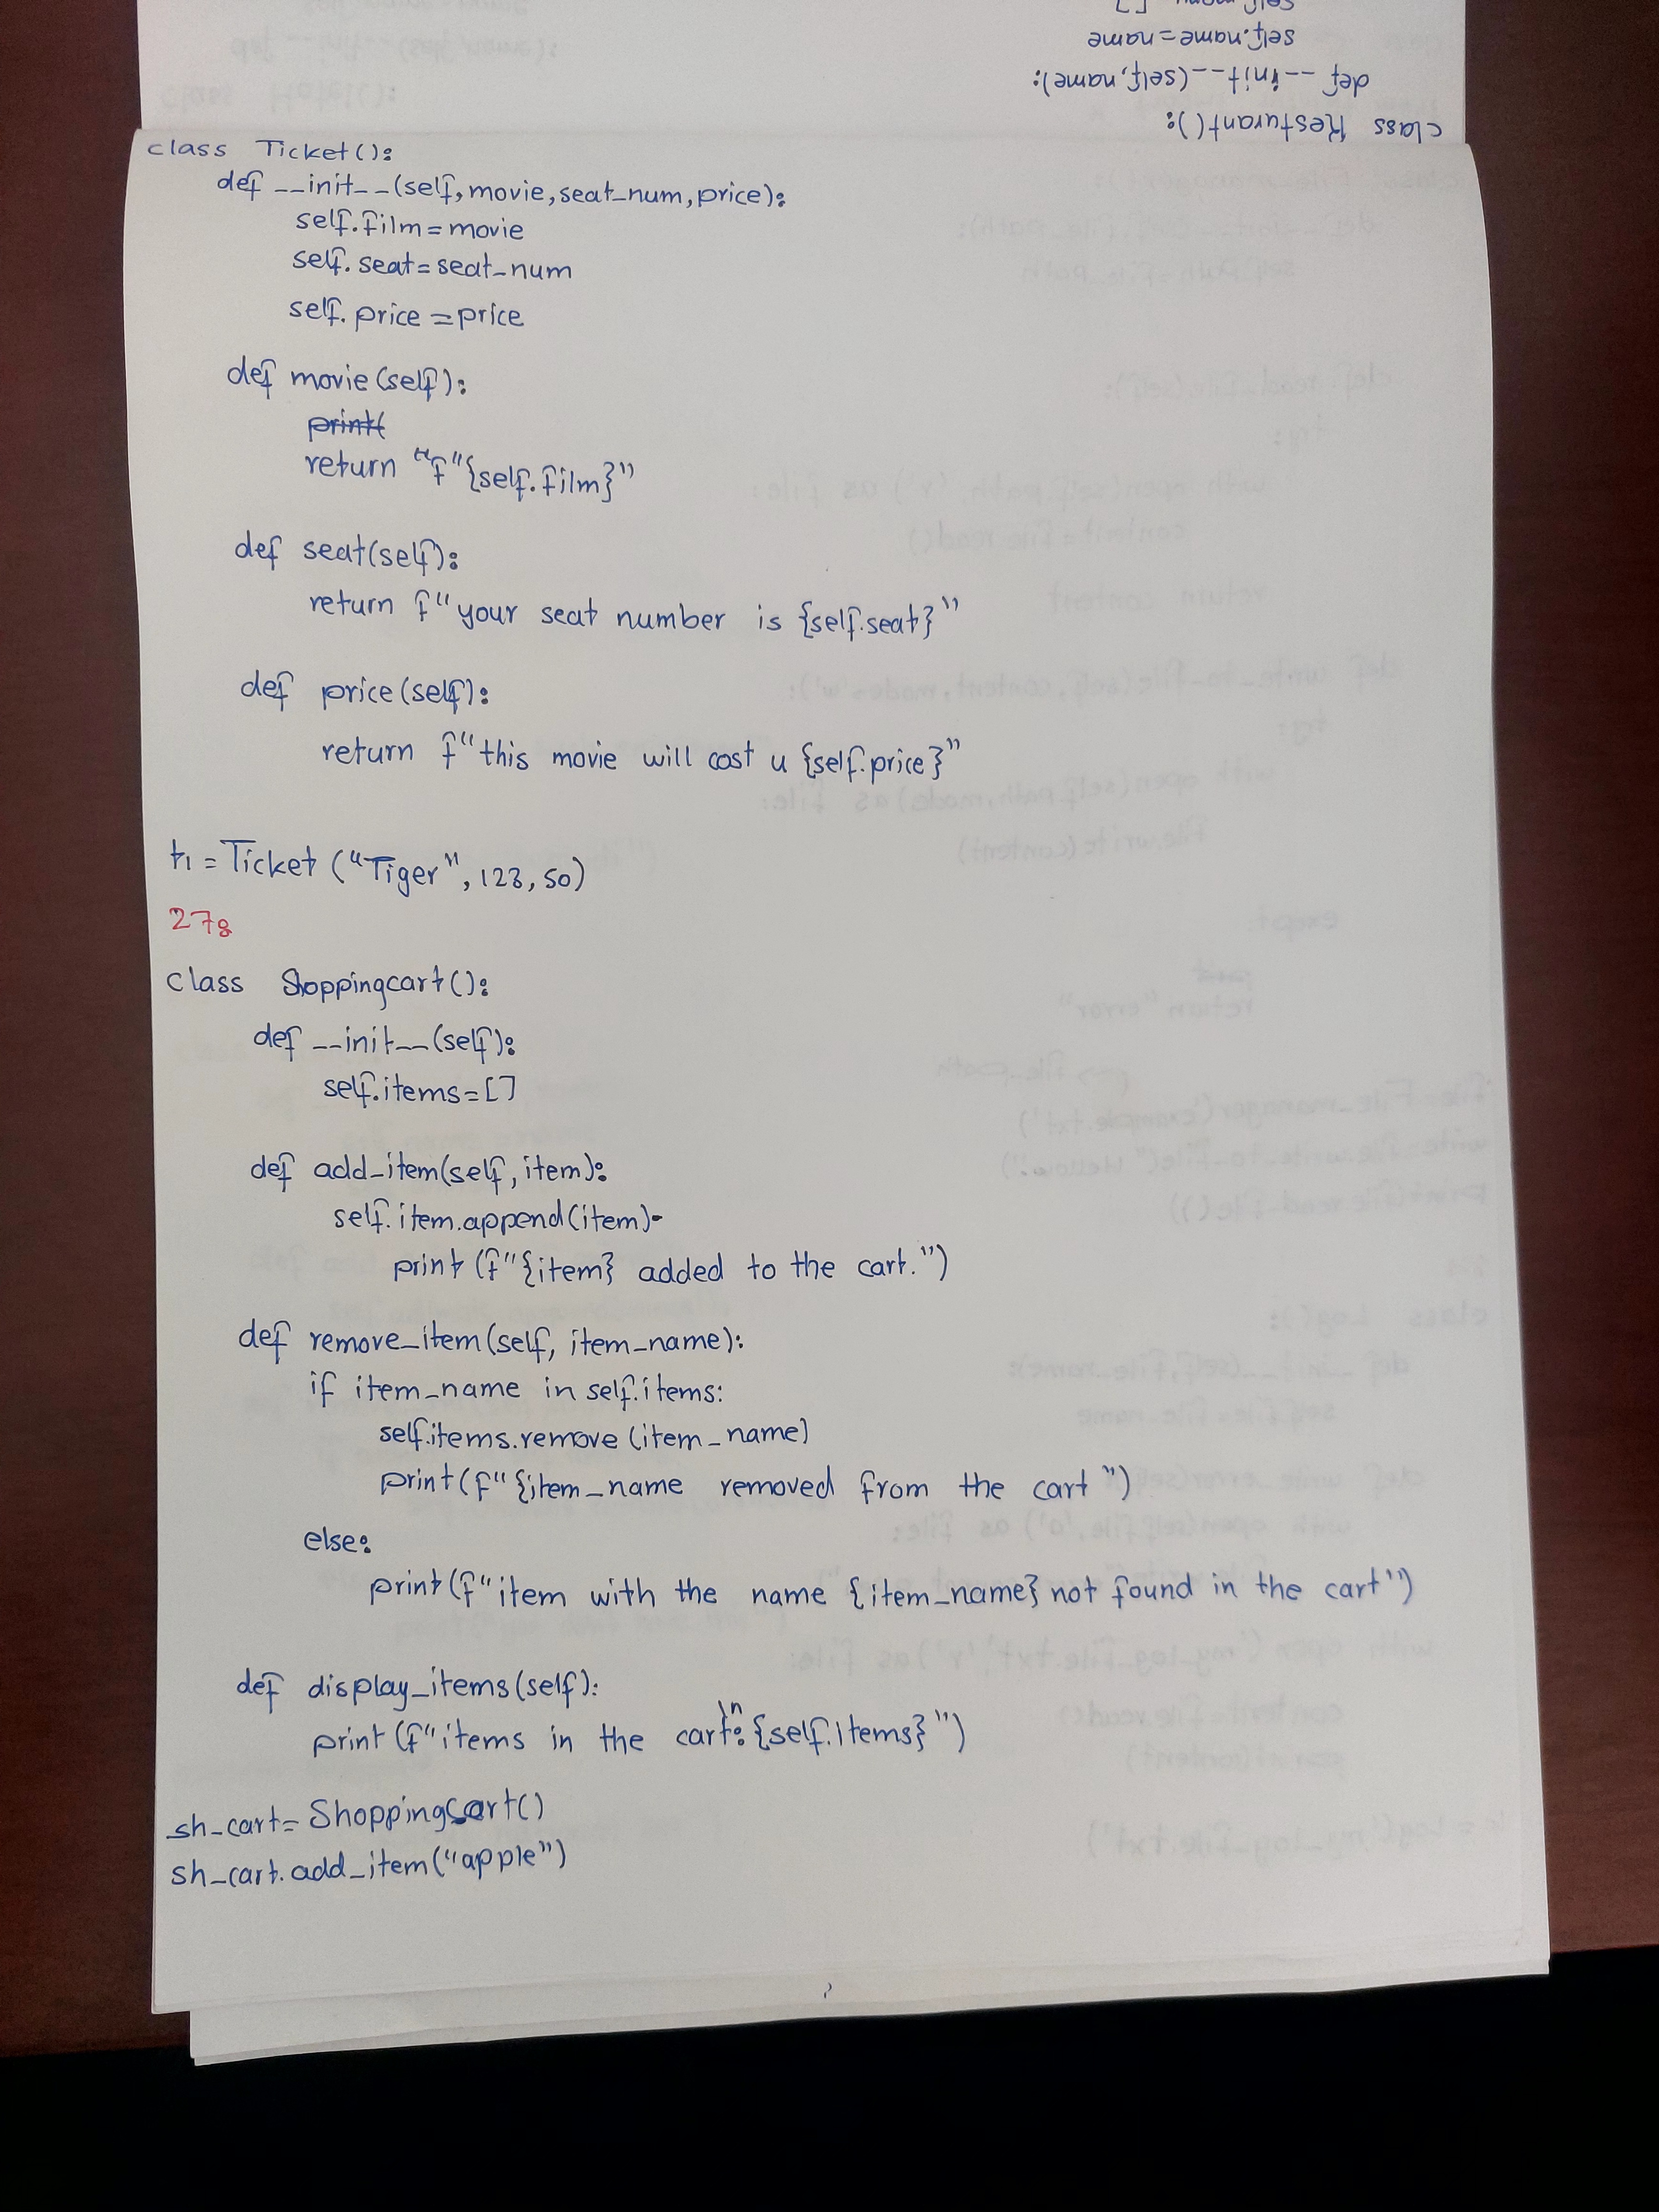 self.name=name
def __init__(self,name):
class Resturant():
class Ticket():
def __init__(self,movie,seat_num,price):
self.film=movie
self.seat=seat_num
self.price=price
def movie(self):
print(
return "f"{self.film}"
def seat(self):
return f"your seat number is {self.seat}"
def price(self):
return f"this movie will cost u {self.price}"
t1=Ticket("Tiger",123,50)
27:
class Shoppingcart():
def __init__(self):
self.items=[]
def add_item(self,item):
self.item.append(item)
print(f"{item} added to the cart.")
def remove_item(self, item_name):
if item_name in self.items:
self.items.remove(item_name)
print(f"{item_name removed from the cart")
else:
print(f"item with the name {item_name} not found in the cart")
def display_items(self):
print(f"items in the cart:\n{self.Items}")
sh_cart=ShoppingCart()
sh_cart.add_item("apple")